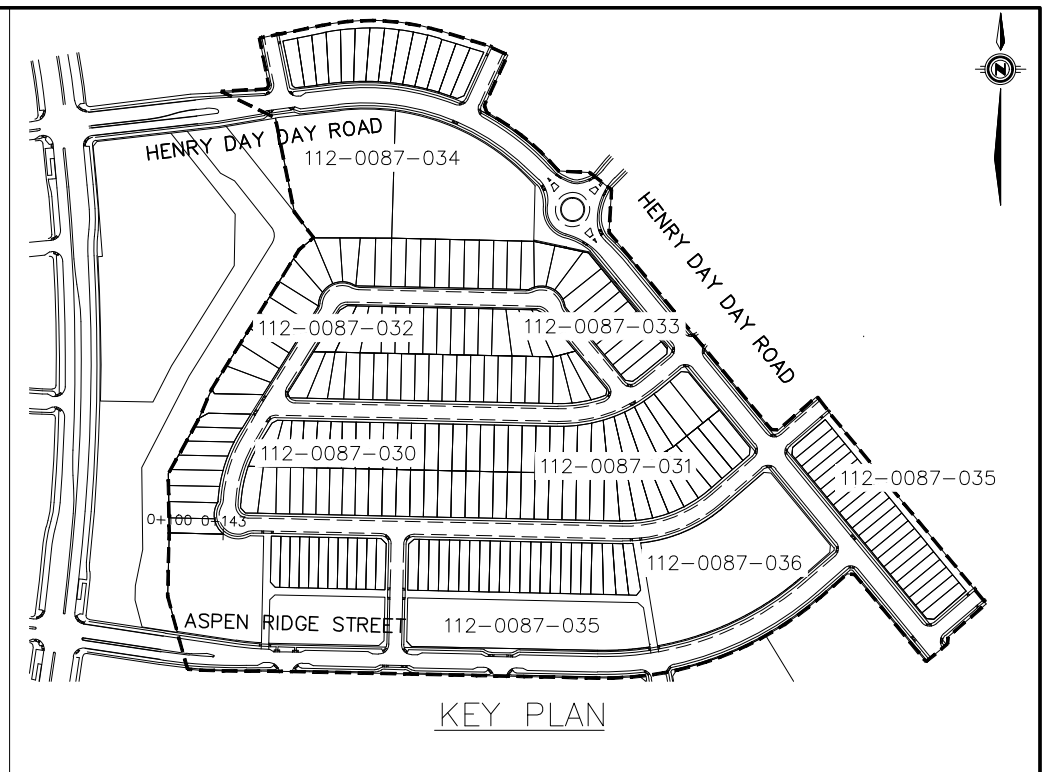 N
HENRY DAY DAY ROAD
112-0087-034
HENRY DAY DAY ROAD
112-0087-032
112-0087-033
112-0087-030
112-0087-031
112-0087-035
0+100 0+143
112-0087-036
ASPEN RIDGE STREET
112-0087-035
KEY PLAN